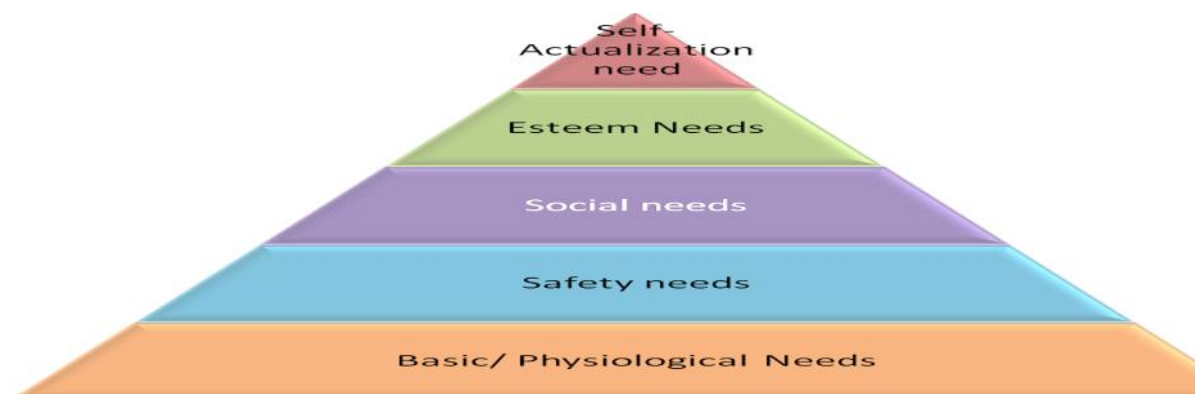 Self-
Actualization
need
Esteem Needs
Social needs
Safety needs
Basic/ Physiological Needs